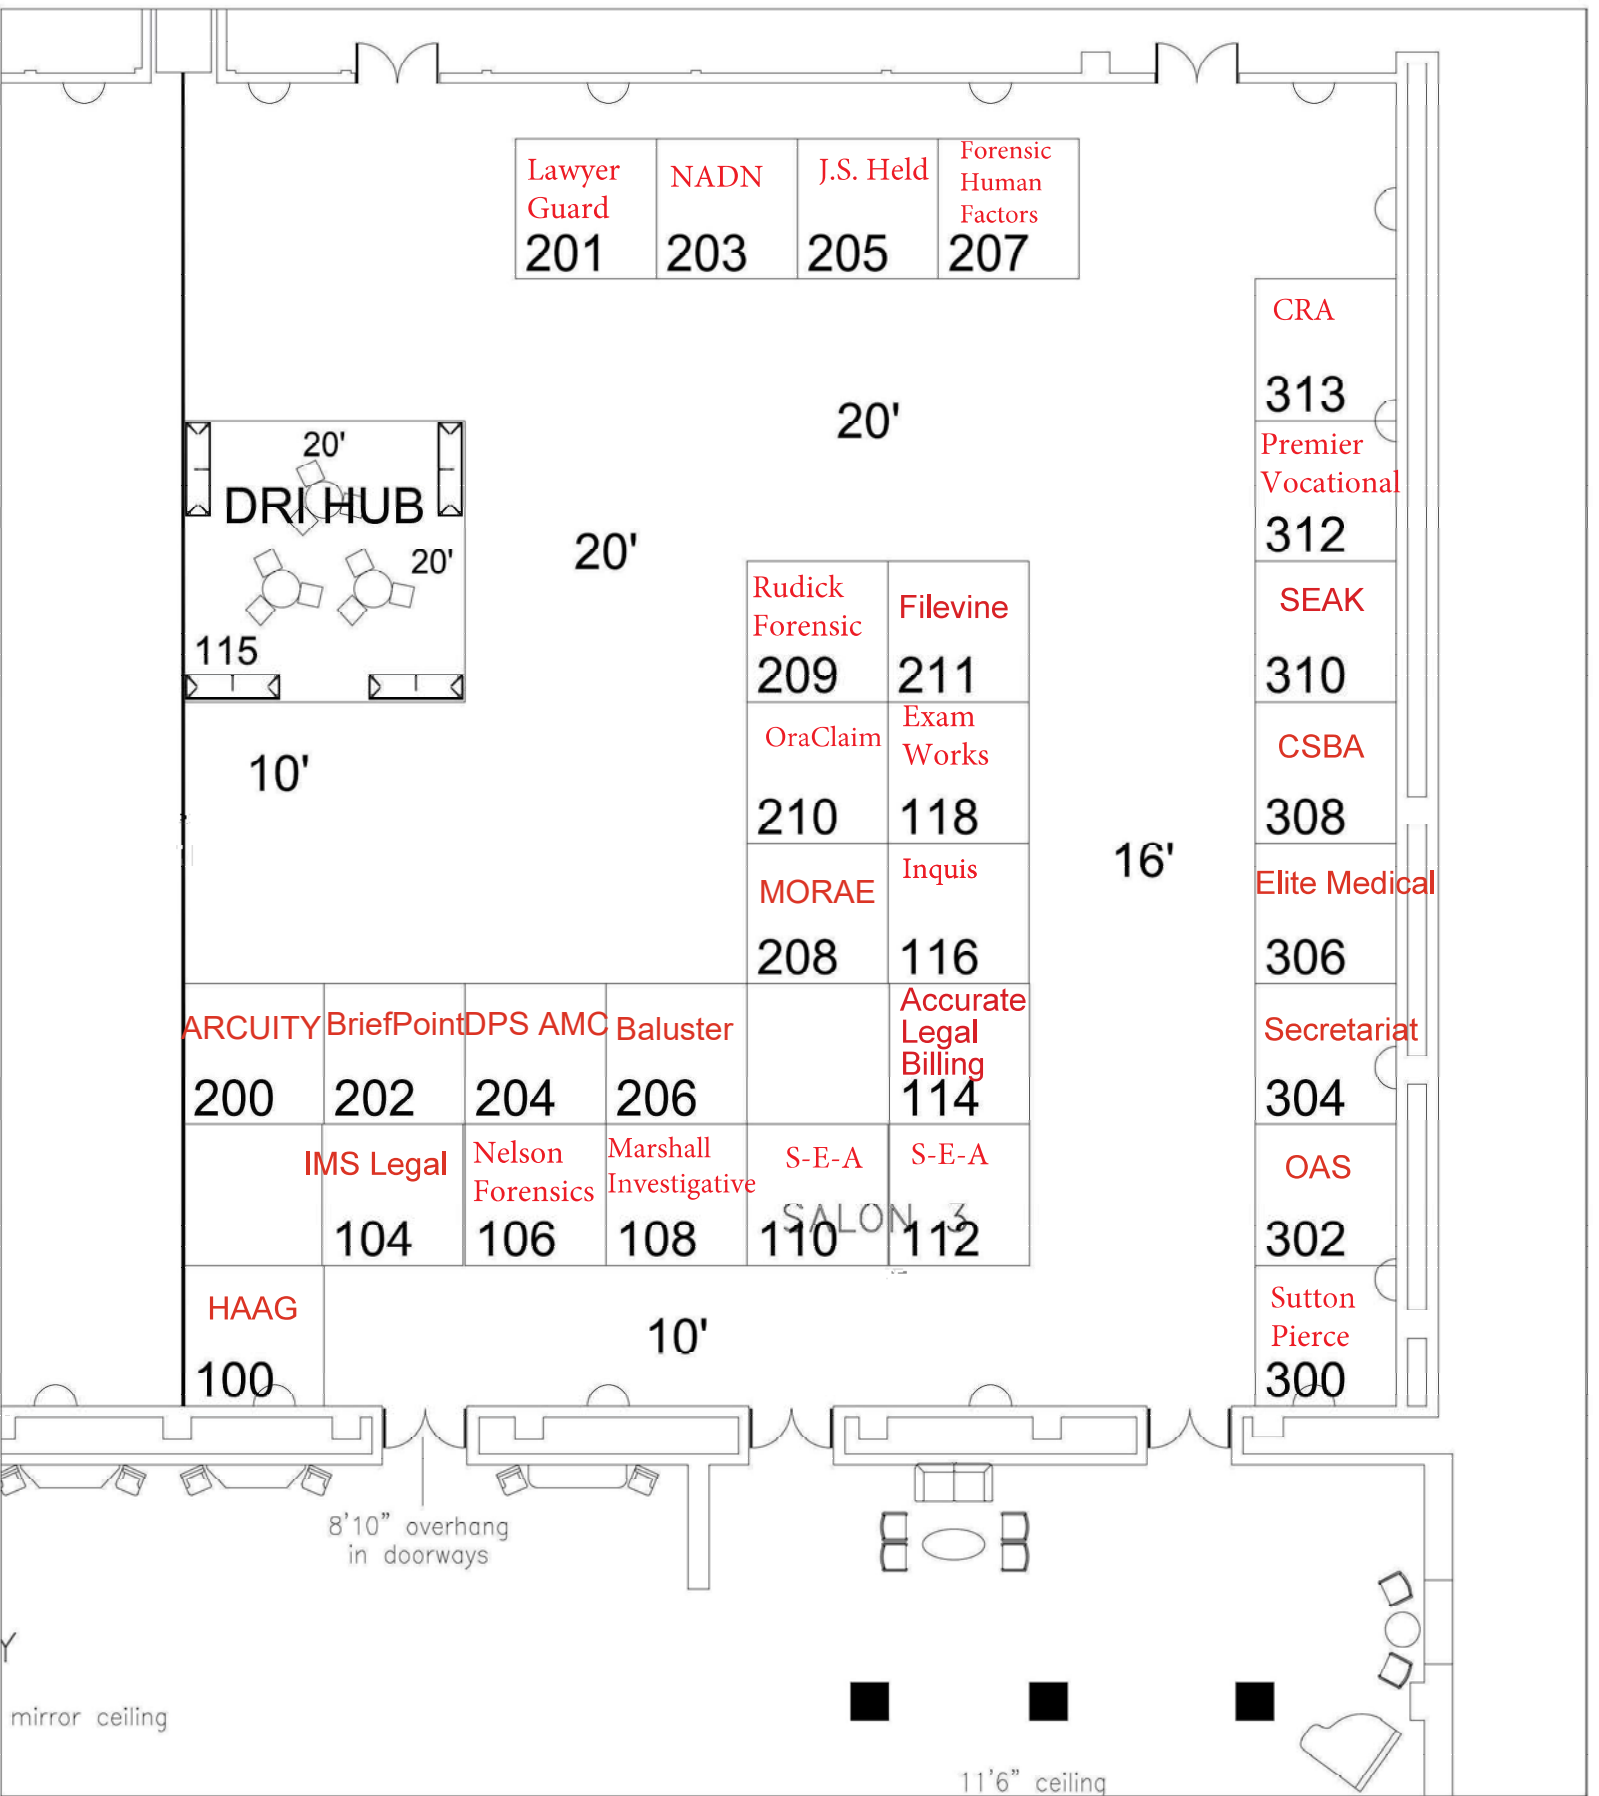 Lawyer
Guard
201
NADN
203
J.S. Held
205
Forensic
Human
Factors
207
CRA
313
20'
Premier
Vocational
312
20'
DRI HUB
20'
115
20'
Rudick
Forensic
209
Filevine
211
SEAK
310
10'
OraClaim
210
Exam
Works
118
CSBA
308
16'
MORAE
208
Inquis
116
Elite Medical
306
ARCUITY
200
BriefPoint
202
DPS AMC
204
Baluster
206
Accurate
Legal
Billing
114
Secretariat
304
IMS Legal
104
Nelson
Forensics
106
Marshall
Investigative
108
S-E-A
110
S-E-A
112
SALON 3
OAS
302
HAAG
100
10'
Sutton
Pierce
300
8'10" overhang
in doorways
Y
mirror ceiling
11'6" ceiling